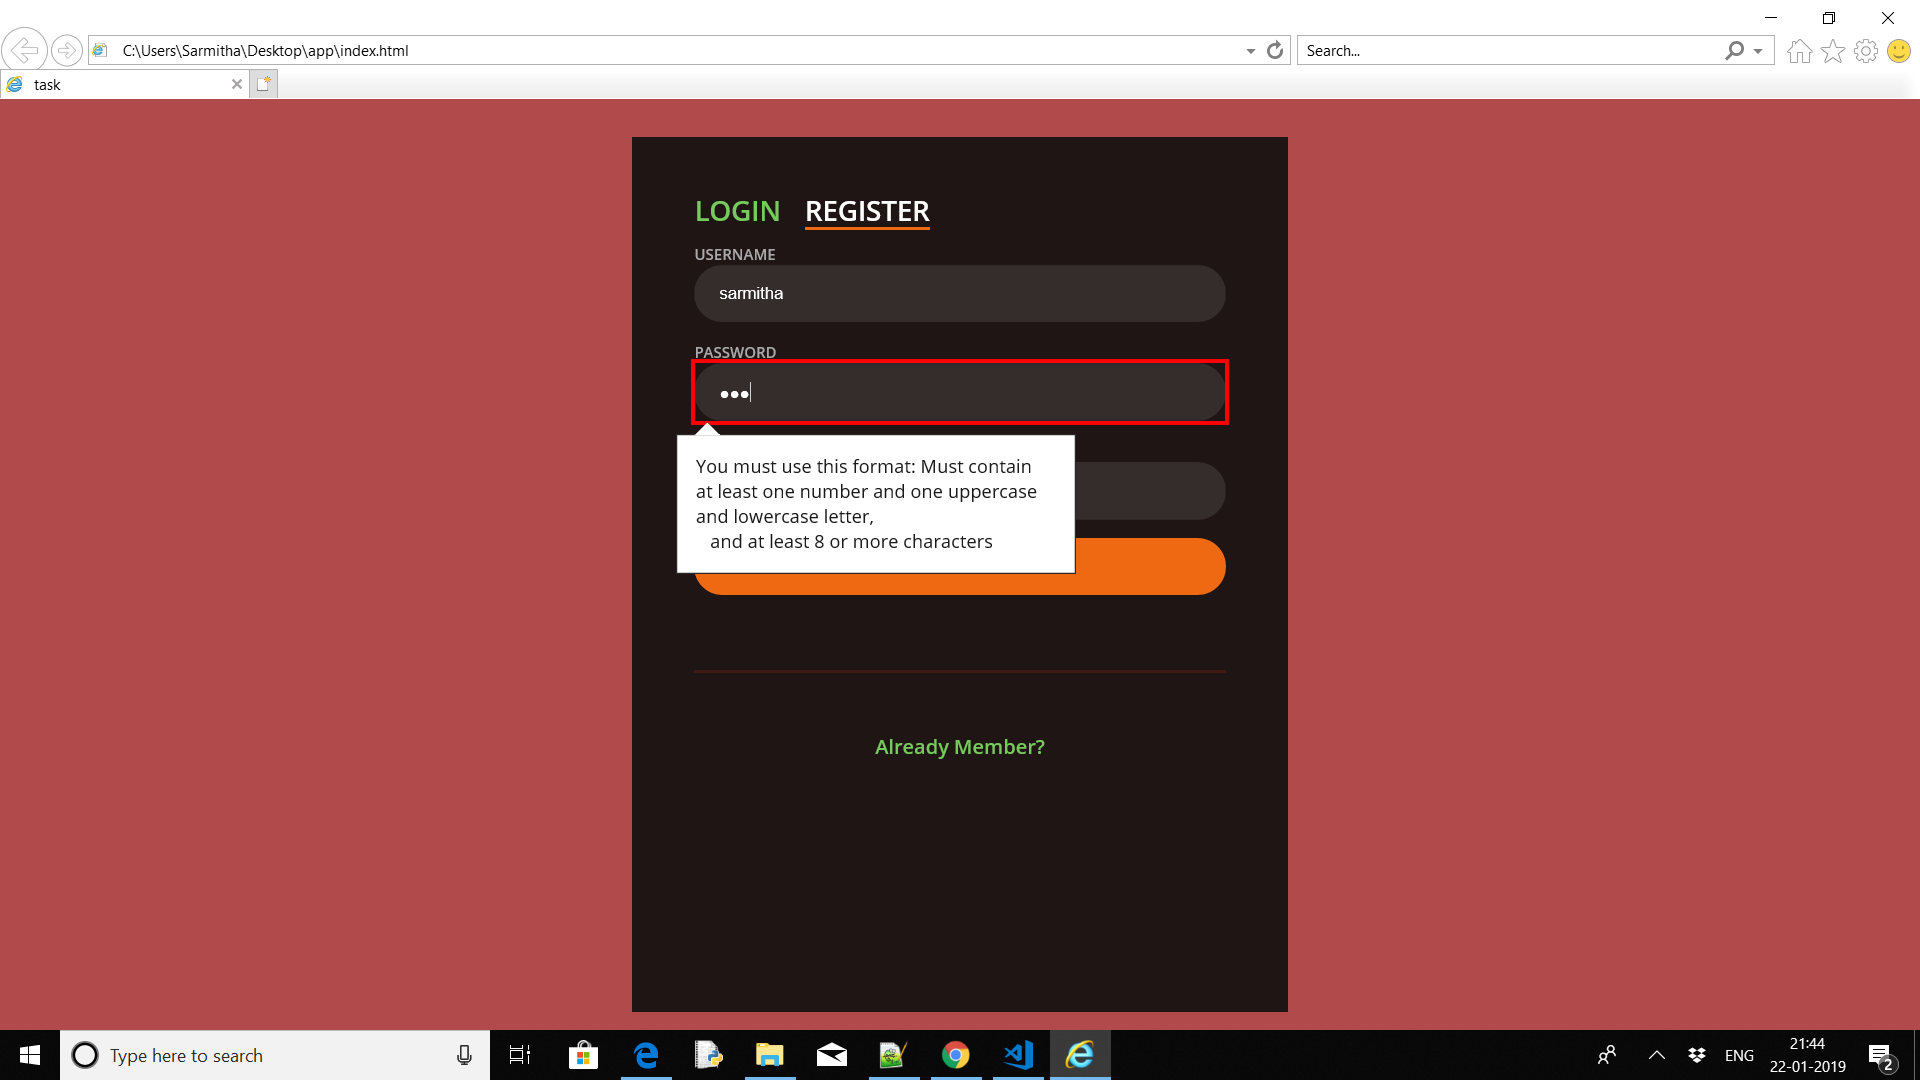 C:\Users\Sarmitha\Desktop\app\index.html
Search...
task
LOGIN REGISTER
USERNAME
sarmitha
PASSWORD
You must use this format: Must contain
at least one number and one uppercase
and lowercase letter,
and at least 8 or more characters
Already Member?
Type here to search
ENG
21:44
22-01-2019
2